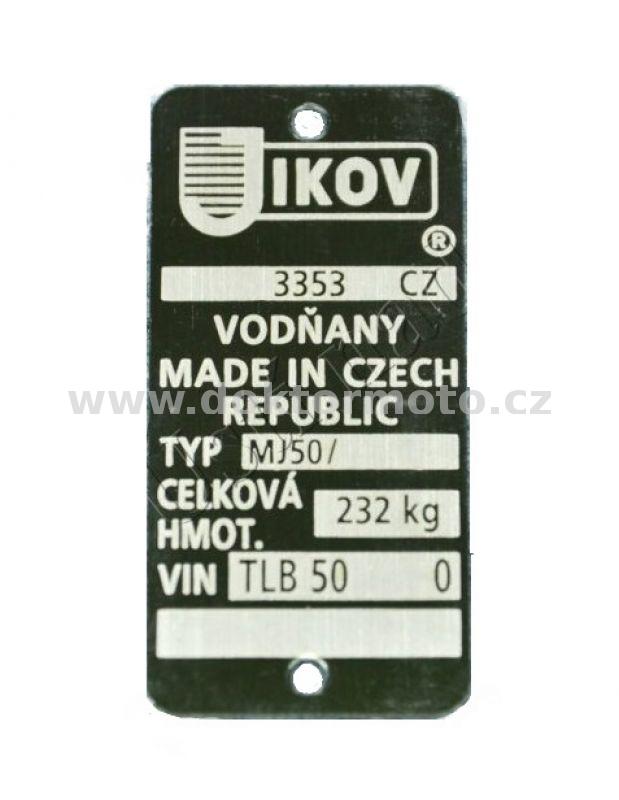 JIKOV
®
3353 CZ
VODŇANY
MADE IN CZECH
www.doktormoto.cz
REPUBLIC
TYP MJ50/
CELKOVÁ
HMOT. 232 kg
VIN TLB 50 0